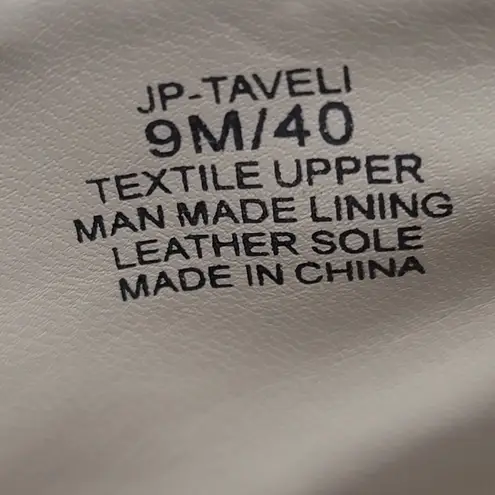 JP-TAVELI
9M/40
TEXTILE UPPER
MAN MADE LINING
LEATHER SOLE
MADE IN CHINA